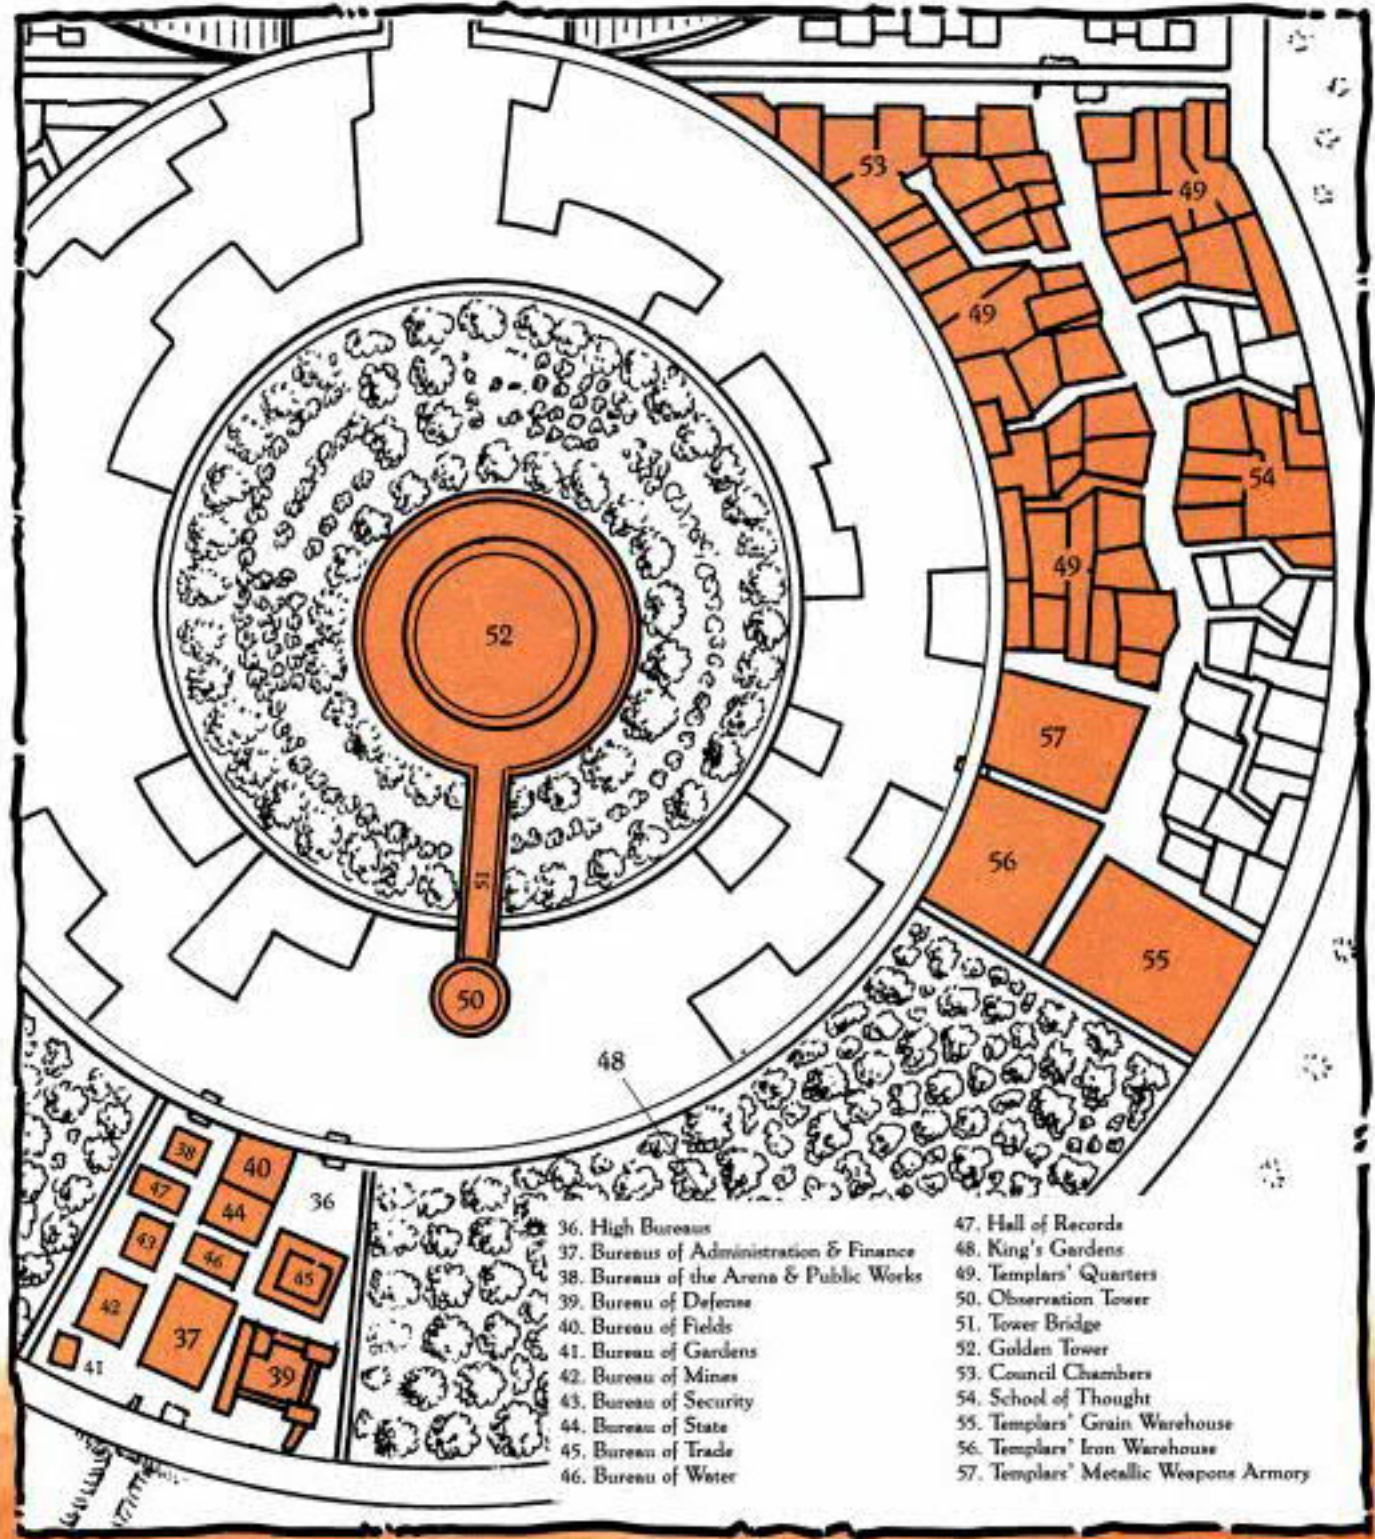 53
49
49
54
49
52
57
56
51
55
50
48
38
40
47
36
44
43
46
45
42
37
39
41
36. High Bureaus
37. Bureaus of Administration & Finance
38. Bureaus of the Arena & Public Works
39. Bureau of Defense
40. Bureau of Fields
41. Bureau of Gardens
42. Bureau of Mines
43. Bureau of Security
44. Bureau of State
45. Bureau of Trade
46. Bureau of Water
47. Hall of Records
48. King's Gardens
49. Templars' Quarters
50. Observation Tower
51. Tower Bridge
52. Golden Tower
53. Council Chambers
54. School of Thought
55. Templars' Grain Warehouse
56. Templars' Iron Warehouse
57. Templars' Metallic Weapons Armory